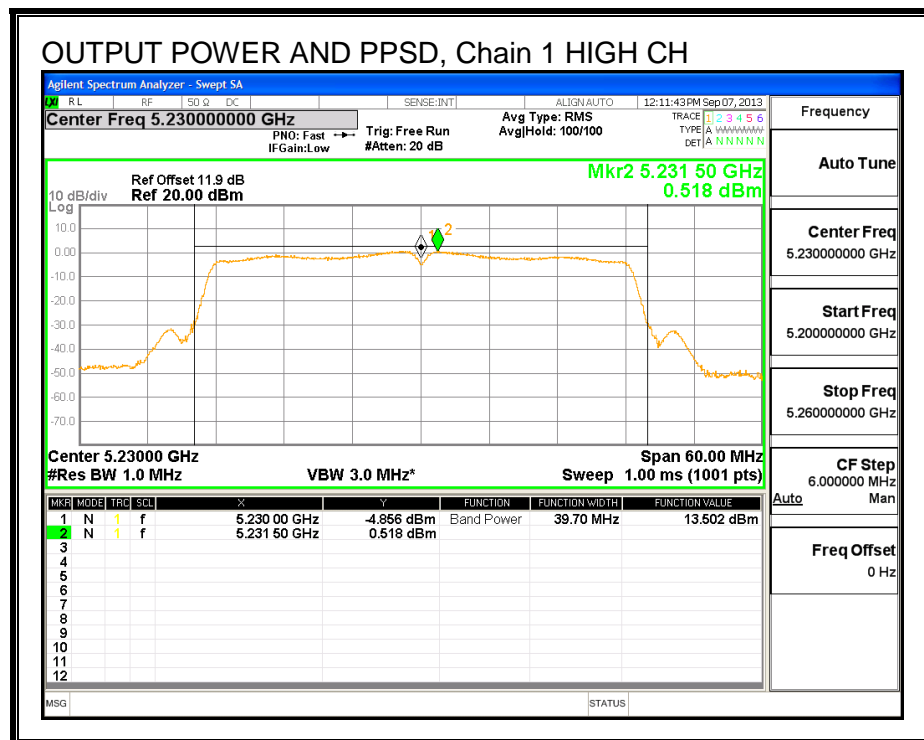 OUTPUT POWER AND PPSD, Chain 1 HIGH CH
Agilent Spectrum Analyzer - Swept SA
LXI RL RF 50 Ω DC SENSE:INT ALIGN AUTO 12:11:43 PM Sep 07, 2013
Center Freq 5.230000000 GHz
PNO: Fast
IFGain:Low
Trig: Free Run
#Atten: 20 dB
Avg Type: RMS
Avg|Hold: 100/100
TRACE 1 2 3 4 5 6
TYPE A WWWWW
DET A N N N N N
Mkr2 5.231 50 GHz
0.518 dBm
Ref Offset 11.9 dB
10 dB/div Ref 20.00 dBm
Log
10.0
0.00
-10.0
-20.0
-30.0
-40.0
-50.0
-60.0
-70.0
1 2
Center 5.23000 GHz Span 60.00 MHz
#Res BW 1.0 MHz VBW 3.0 MHz* Sweep 1.00 ms (1001 pts)
MKR MODE TRC SCL X Y FUNCTION FUNCTION WIDTH FUNCTION VALUE
1 N 1 f 5.230 00 GHz -4.856 dBm Band Power 39.70 MHz 13.502 dBm
2 N 1 f 5.231 50 GHz 0.518 dBm
3
4
5
6
7
8
9
10
11
12
MSG STATUS
Frequency
Auto Tune
Center Freq
5.230000000 GHz
Start Freq
5.200000000 GHz
Stop Freq
5.260000000 GHz
CF Step
6.000000 MHz
Auto Man
Freq Offset
0 Hz